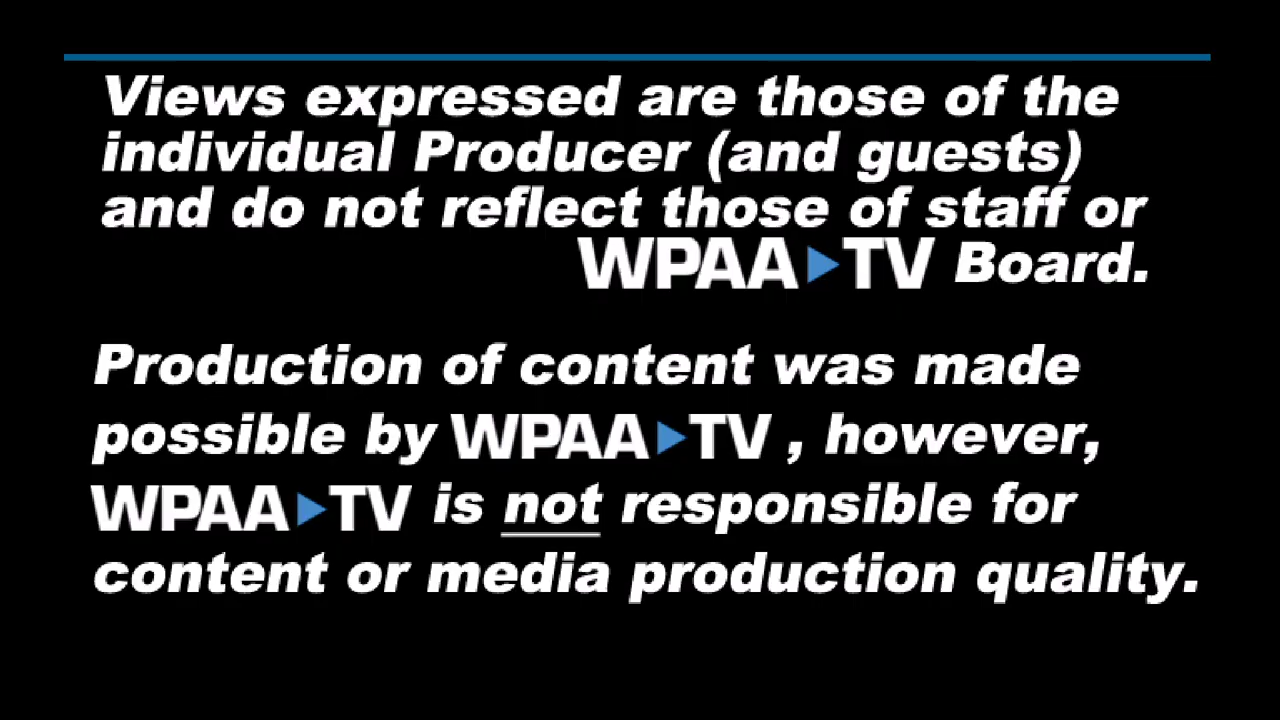 Views expressed are those of the
individual Producer (and guests)
and do not reflect those of staff or
WPAA TV Board.
Production of content was made
possible by WPAA TV , however,
WPAA TV is not responsible for
content or media production quality.